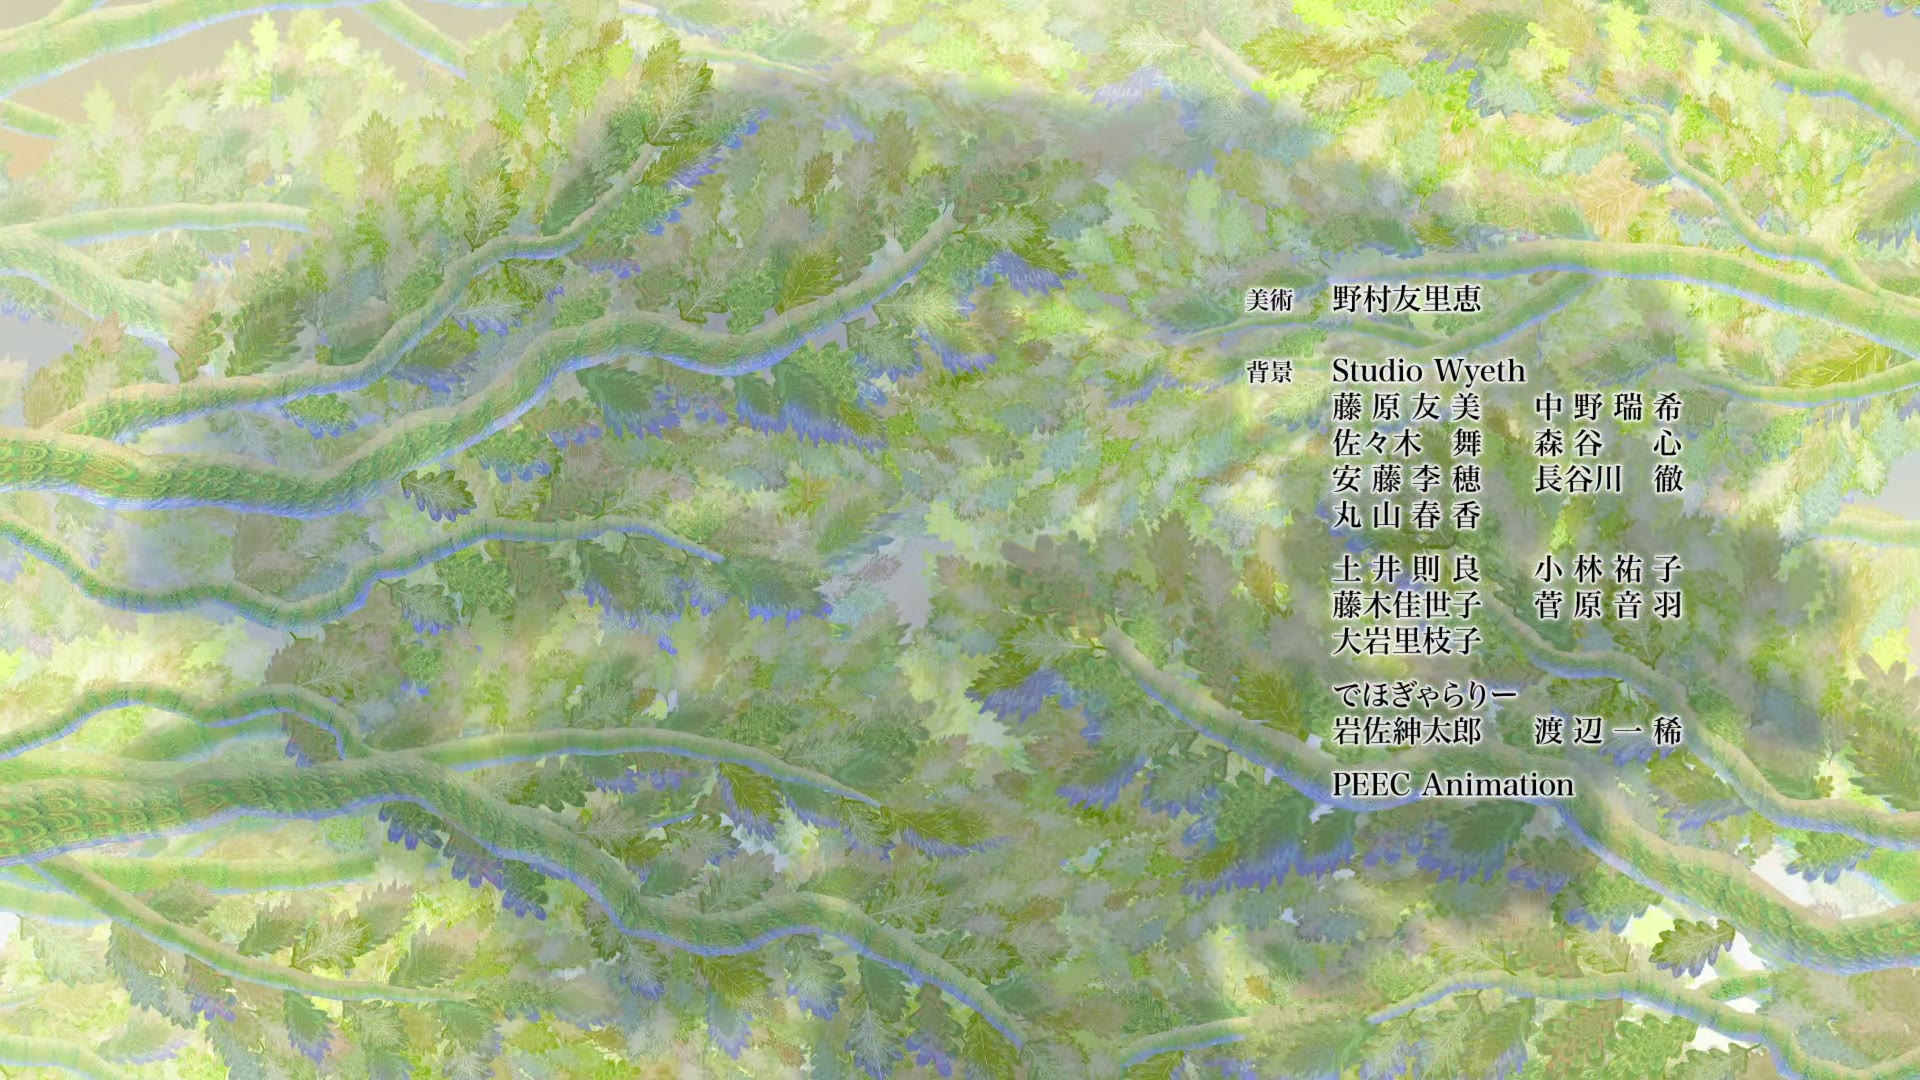 美術 野村友里恵
背景 Studio Wyeth
藤原友美 中野瑞希
佐々木 舞 森谷 心
安藤李穂 長谷川 徹
丸山春香
土井則良 小林祐子
藤木佳世子 菅原音羽
大岩里枝子
でほぎゃらりー
岩佐紳太郎 渡辺一稀
PEEC Animation